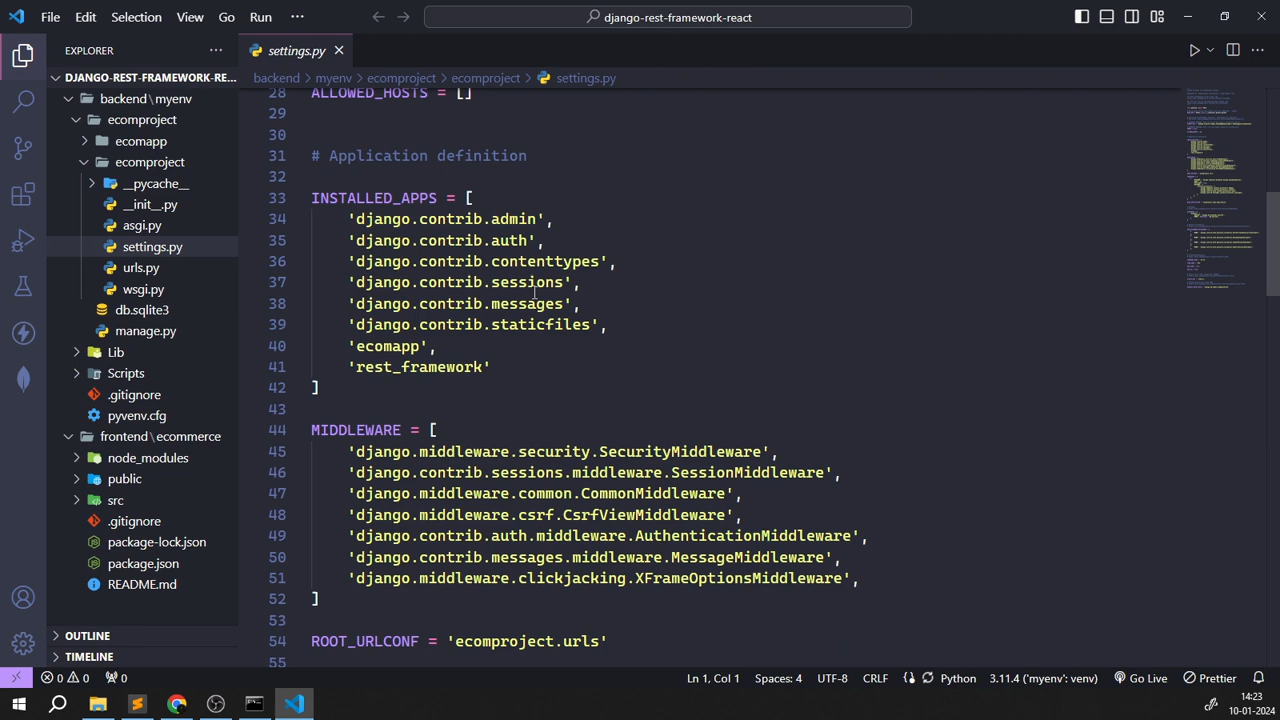 File Edit Selection View Go Run ···
django-rest-framework-react
EXPLORER
settings.py
DJANGO-REST-FRAMEWORK-RE...
backend\myenv
ecomproject
ecomapp
ecomproject
__pycache__
__init__.py
asgi.py
settings.py
urls.py
wsgi.py
db.sqlite3
manage.py
Lib
Scripts
.gitignore
pyvenv.cfg
frontend\ecommerce
node_modules
public
src
.gitignore
package-lock.json
package.json
README.md
OUTLINE
TIMELINE
backend > myenv > ecomproject > ecomproject > settings.py
28 ALLOWED_HOSTS = []
29
30
31 # Application definition
32
33 INSTALLED_APPS = [
34 'django.contrib.admin',
35 'django.contrib.auth',
36 'django.contrib.contenttypes',
37 'django.contrib.sessions',
38 'django.contrib.messages',
39 'django.contrib.staticfiles',
40 'ecomapp',
41 'rest_framework'
42 ]
43
44 MIDDLEWARE = [
45 'django.middleware.security.SecurityMiddleware',
46 'django.contrib.sessions.middleware.SessionMiddleware',
47 'django.middleware.common.CommonMiddleware',
48 'django.middleware.csrf.CsrfViewMiddleware',
49 'django.contrib.auth.middleware.AuthenticationMiddleware',
50 'django.contrib.messages.middleware.MessageMiddleware',
51 'django.middleware.clickjacking.XFrameOptionsMiddleware',
52 ]
53
54 ROOT_URLCONF = 'ecomproject.urls'
55
0 0 0 Ln 1, Col 1 Spaces: 4 UTF-8 CRLF Python 3.11.4 ('myenv': venv) Go Live Prettier
14:23
10-01-2024